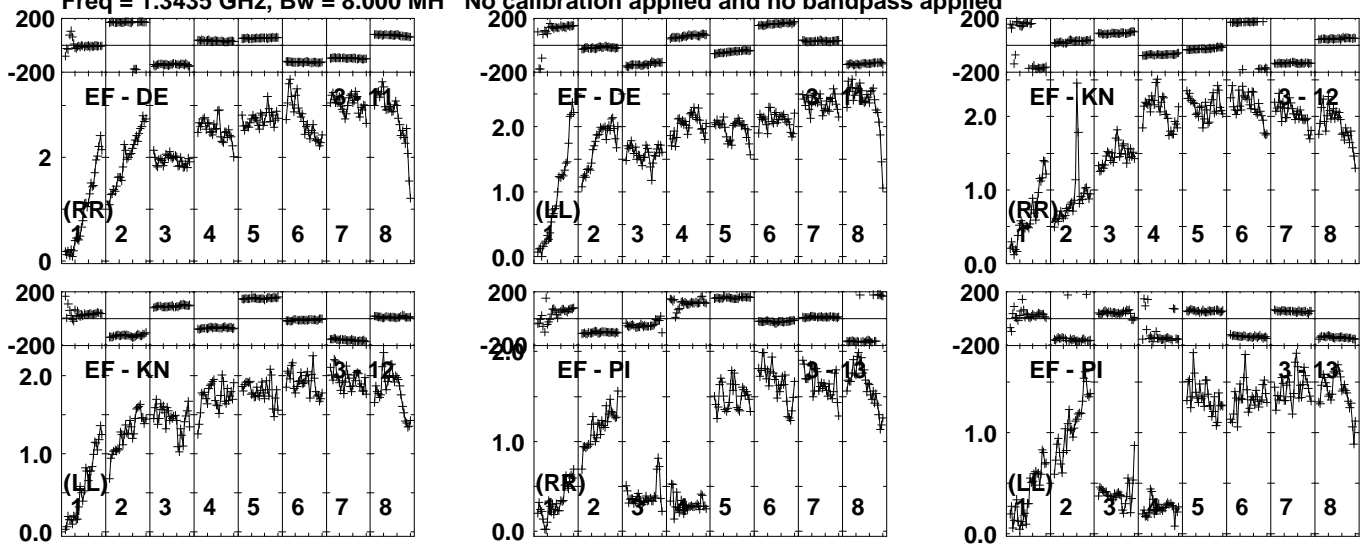 Freq = 1.3435 GHz, Bw = 8.000 MH No calibration applied and no bandpass applied
200
-200
EF - DE 3 - 11
2
(RR)
1 2 3 4 5 6 7 8
0
200
-200
EF - DE 3 - 11
2.0
1.0
(LL)
1 2 3 4 5 6 7 8
0.0
200
-200
EF - KN 3 - 12
2.0
1.0
(RR)
1 2 3 4 5 6 7 8
0.0
200
-200
EF - KN 3 - 12
2.0
1.0
(LL)
1 2 3 4 5 6 7 8
0.0
200
-200
2.0
EF - PI 3 - 13
1.0
(RR)
1 2 3 4 5 6 7 8
0.0
200
-200
EF - PI 3 - 13
2.0
1.0
(LL)
1 2 3 4 5 6 7 8
0.0